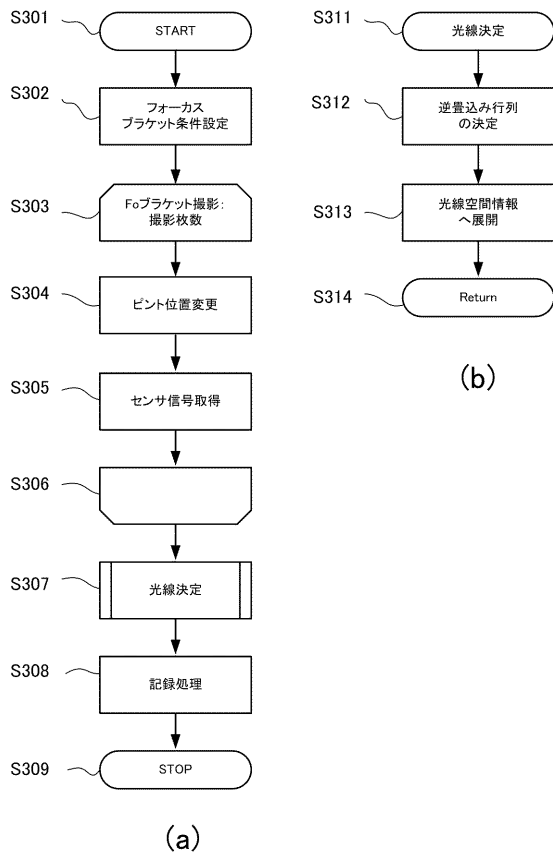 S301
START
S302
フォーカス
ブラケット条件設定
S303
Foブラケット撮影:
撮影枚数
S304
ピント位置変更
S305
センサ信号取得
S306
S307
光線決定
S308
記録処理
S309
STOP
(a)
S311
光線決定
S312
逆畳込み行列
の決定
S313
光線空間情報
へ展開
S314
Return
(b)